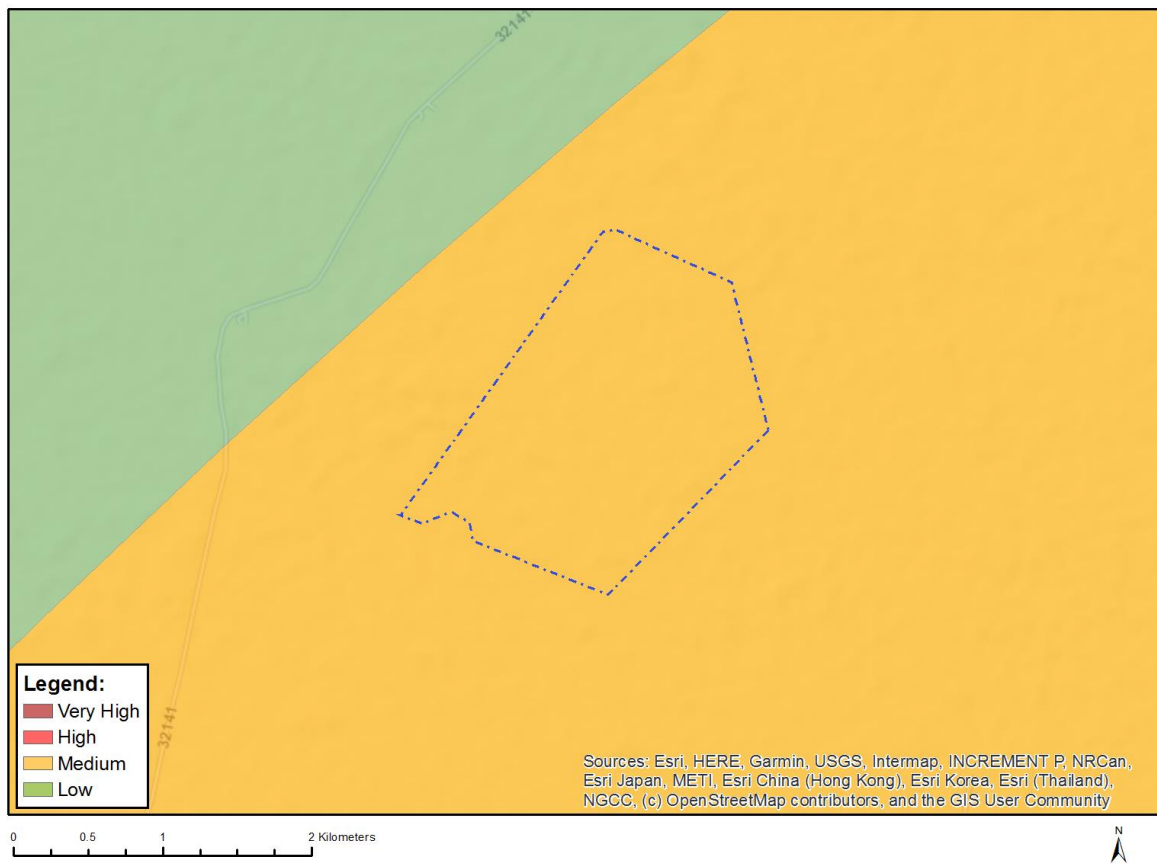 32141
Legend:
Very High
High
Medium
Low
32141
Sources: Esri, HERE, Garmin, USGS, Intermap, INCREMENT P, NRCan,
Esri Japan, METI, Esri China (Hong Kong), Esri Korea, Esri (Thailand),
NGCC, (c) OpenStreetMap contributors, and the GIS User Community
0 0.5 1 2 Kilometers
N